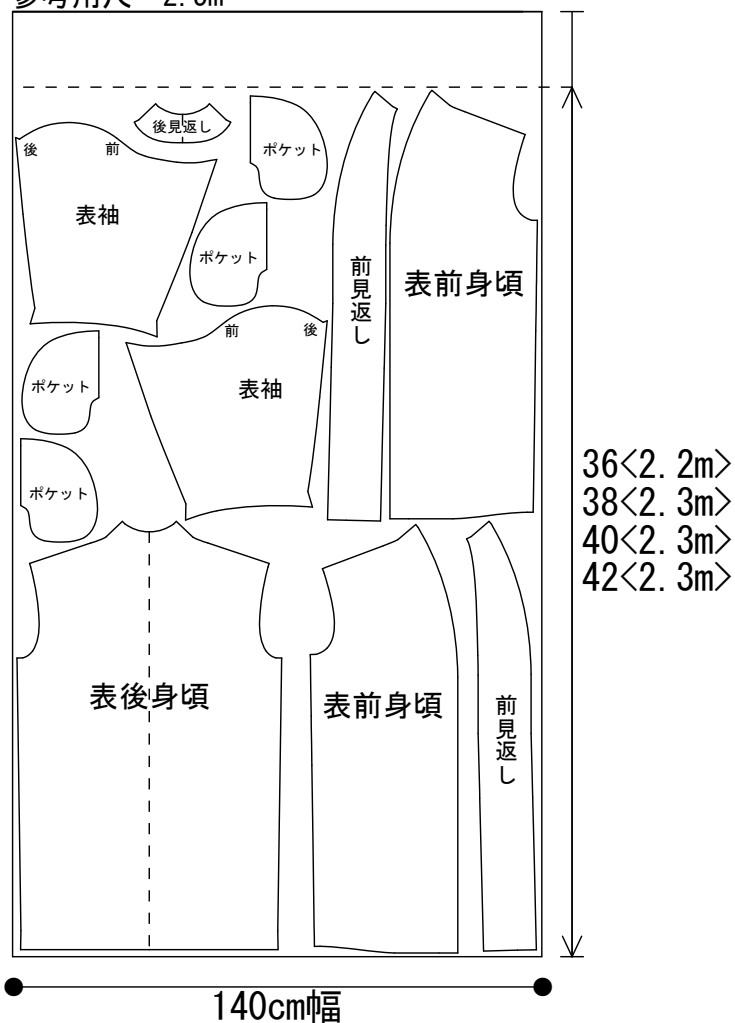 後見返し
ポケット
後
前
表袖
ポケット
前見返し
表前身頃
前
後
ポケット
表袖
ポケット
36<2.2m>
38<2.3m>
40<2.3m>
42<2.3m>
表後身頃
表前身頃
前見返し
140cm幅